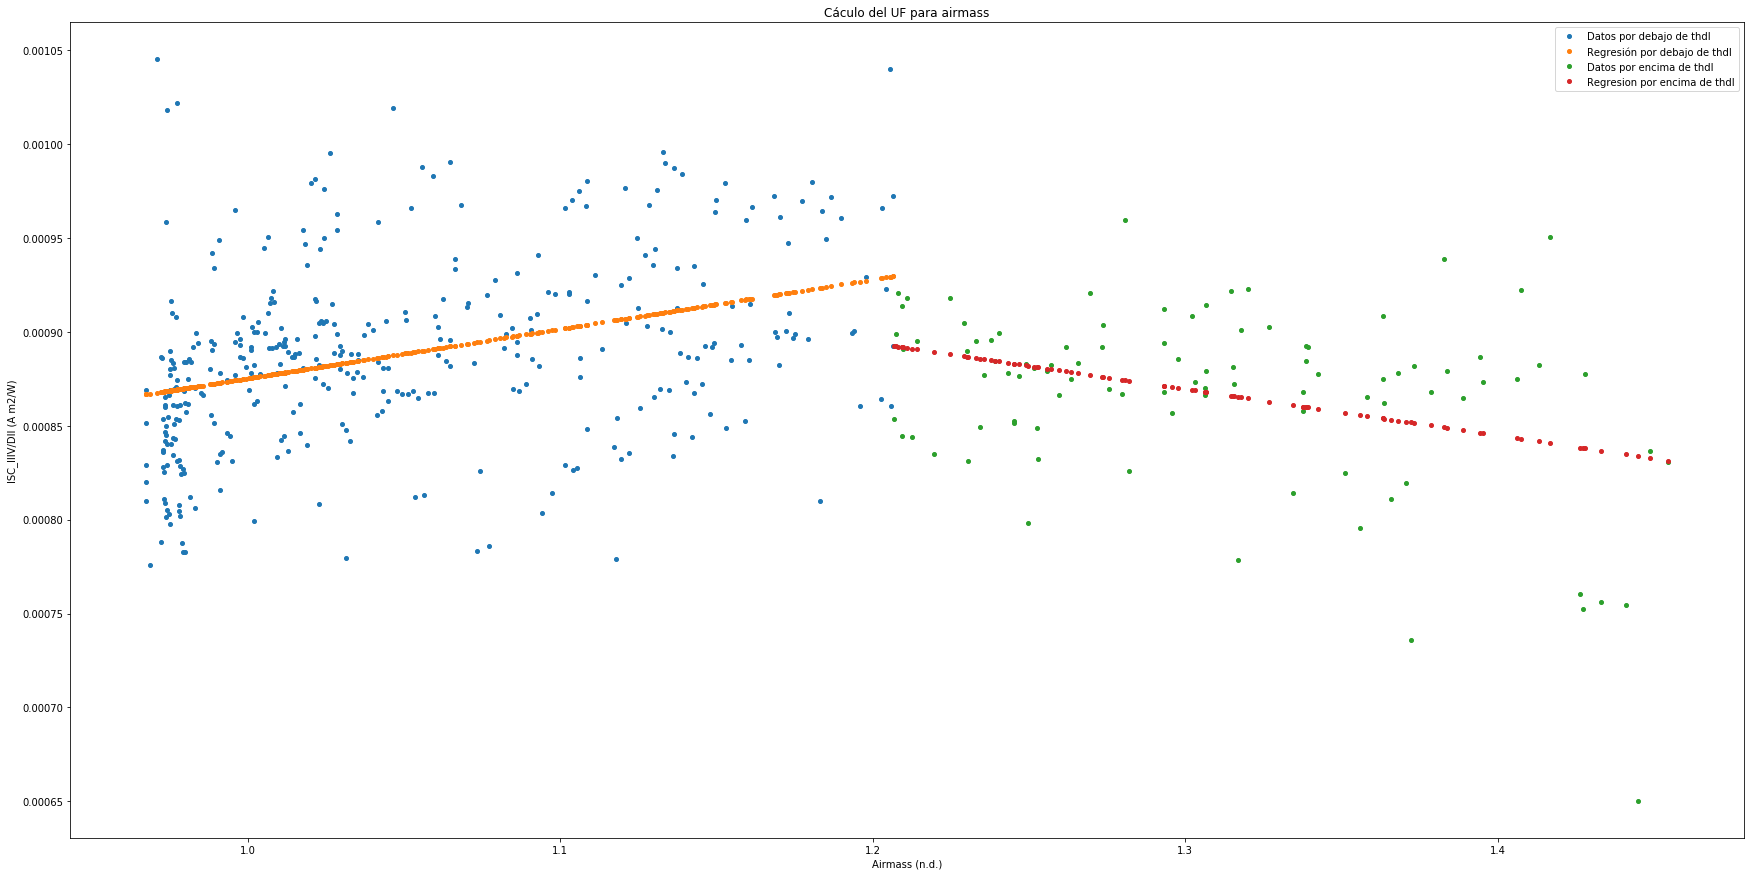 Cáculo del UF para airmass
Datos por debajo de thdl
Regresión por debajo de thdl
Datos por encima de thdl
Regresion por encima de thdl
0.00105
0.00100
0.00095
0.00090
0.00085
0.00080
0.00075
0.00070
0.00065
ISC_IIIV/DII (A m2/W)
1.0 1.1 1.2 1.3 1.4
Airmass (n.d.)